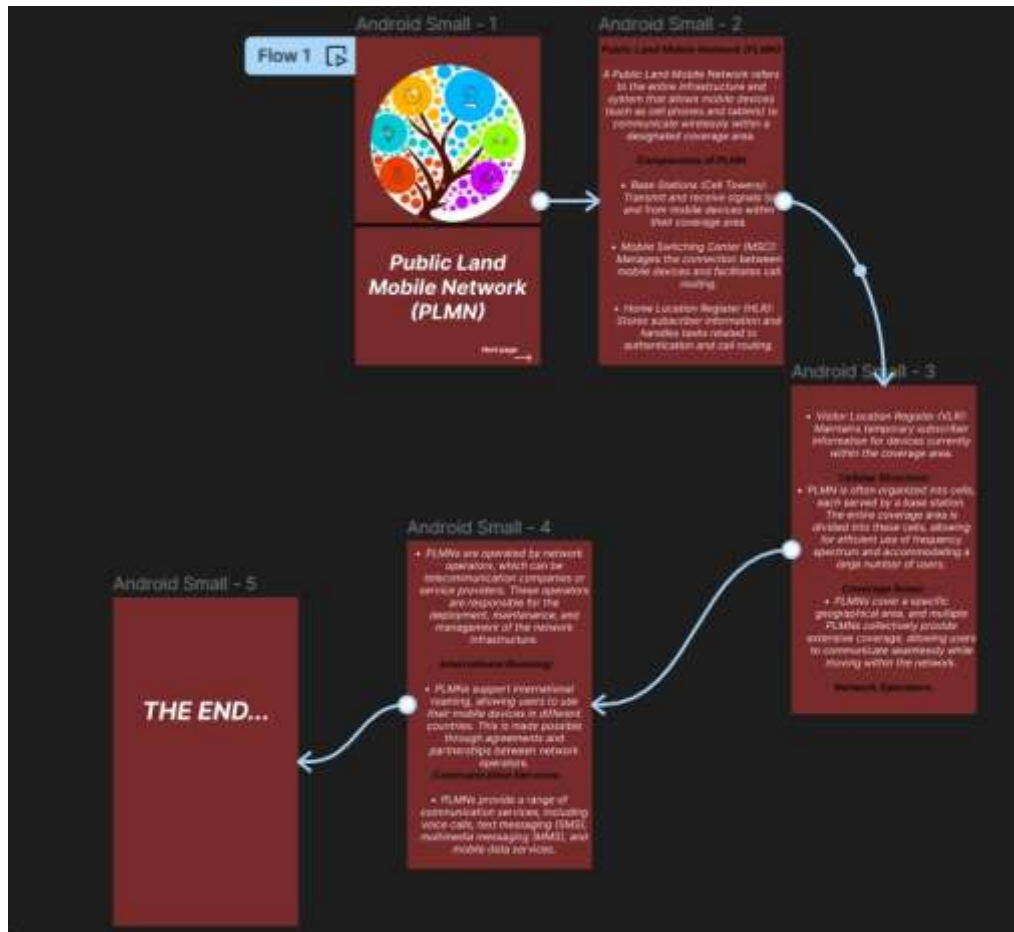 Android Small - 1
Flow 1
Public Land
Mobile Network
(PLMN)
Next page
Android Small - 2
Public Land Mobile Network (PLMN)
A Public Land Mobile Network refers
to the entire infrastructure and
system that allows mobile devices
(such as cell phones and tablets) to
communicate wirelessly within a
designated coverage area.
Components of PLMN
• Base Stations (Cell Towers):
Transmit and receive signals to
and from mobile devices within
their coverage area.
• Mobile Switching Center (MSC):
Manages the connection between
mobile devices and facilitates call
routing.
• Home Location Register (HLR):
Stores subscriber information and
handles tasks related to
authentication and call routing.
Android Small - 3
• Visitor Location Register (VLR):
Maintains temporary subscriber
information for devices currently
within the coverage area.
Cellular Structure:
• PLMN is often organized into cells,
each served by a base station.
The entire coverage area is
divided into these cells, allowing
for efficient use of frequency
spectrum and accommodating a
large number of users.
Coverage Areas:
• PLMNs cover a specific
geographical area, and multiple
PLMNs collectively provide
extensive coverage, allowing users
to communicate seamlessly while
moving within the network.
Network Operators
Android Small - 4
• PLMNs are operated by network
operators, which can be
telecommunication companies or
service providers. These operators
are responsible for the
deployment, maintenance, and
management of the network
infrastructure.
International Roaming:
• PLMNs support international
roaming, allowing users to use
their mobile devices in different
countries. This is made possible
through agreements and
partnerships between network
operators.
Communication Services:
• PLMNs provide a range of
communication services, including
voice calls, text messaging (SMS),
multimedia messaging (MMS), and
mobile data services.
Android Small - 5
THE END...